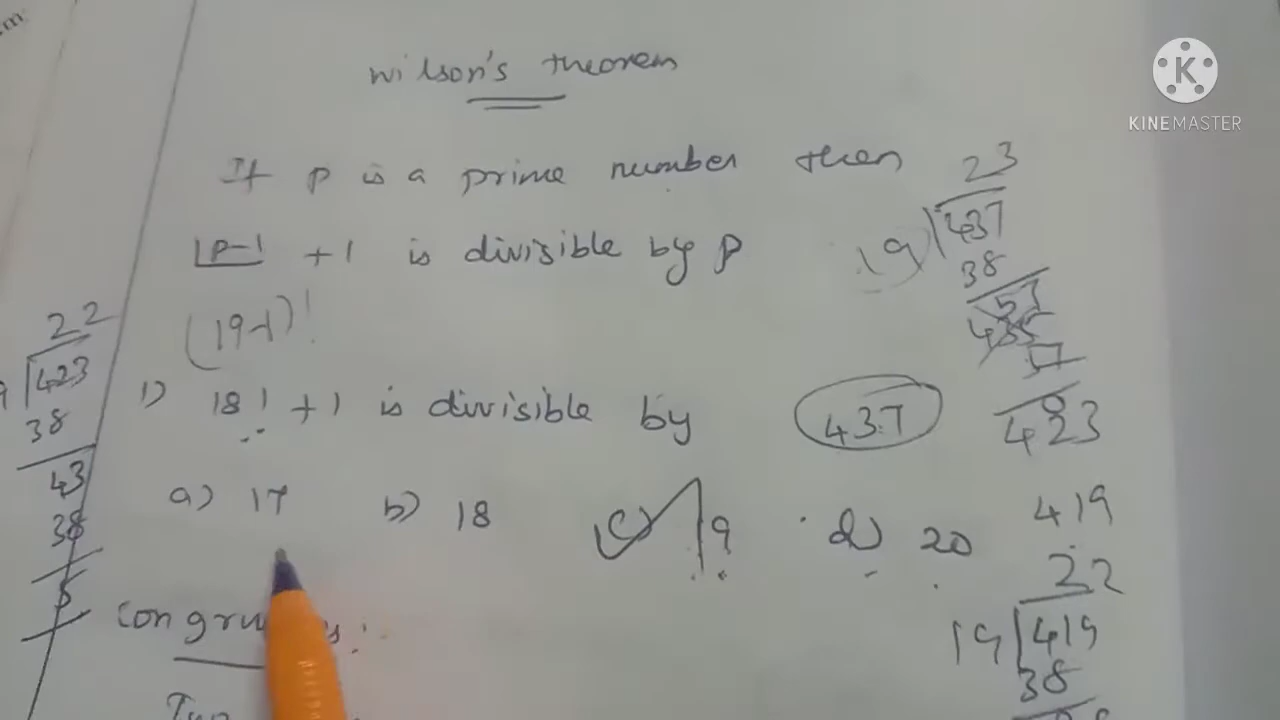 Wilson's theorem
If p is a prime number then
|p-1 + 1 is divisible by p
(19-1)!
1) 18! + 1 is divisible by 437
a) 17 b) 18 c) 19 d) 20
congru
23
19 437
38
57
57
0
423
419
22
19 419
38
22
423
38
43
38
5
KINEMASTER